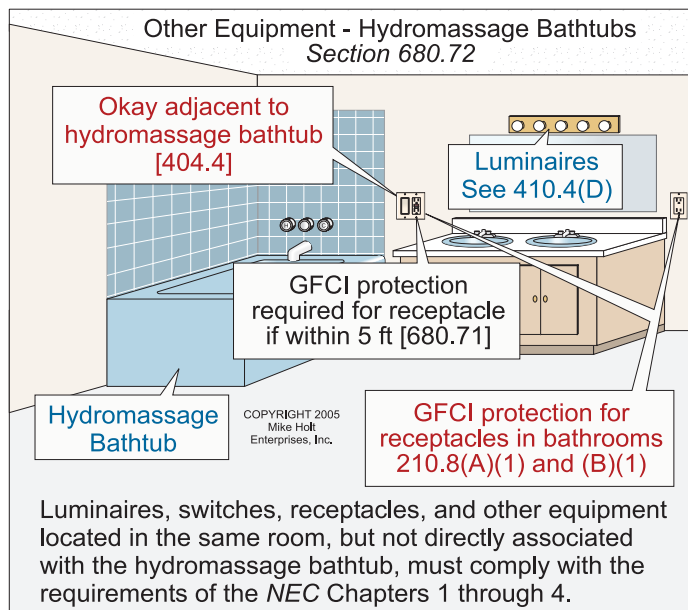 Other Equipment - Hydromassage Bathtubs
Section 680.72
Okay adjacent to
hydromassage bathtub
[404.4]
Luminaires
See 410.4(D)
GFCI protection
required for receptacle
if within 5 ft [680.71]
Hydromassage
Bathtub
COPYRIGHT 2005
Mike Holt
Enterprises, Inc.
GFCI protection for
receptacles in bathrooms
210.8(A)(1) and (B)(1)
Luminaires, switches, receptacles, and other equipment
located in the same room, but not directly associated
with the hydromassage bathtub, must comply with the
requirements of the NEC Chapters 1 through 4.